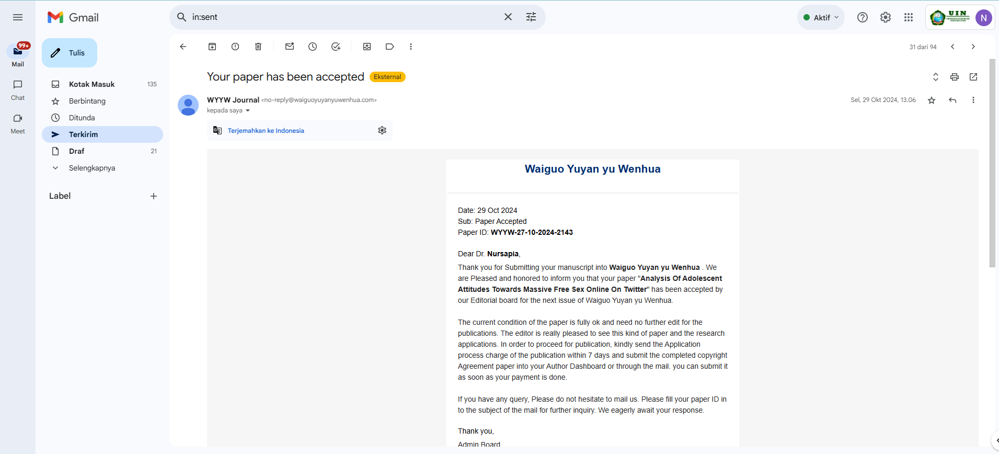 Gmail
in:sent
Aktif
UIN
N
99+
Mail
Chat
Meet
Tulis
Kotak Masuk 135
Berbintang
Ditunda
Terkirim
Draf 21
Selengkapnya
Label
31 dari 94
Your paper has been accepted Eksternal
WYYW Journal <no-reply@waiguoyuyanyuwenhua.com>
Sel, 29 Okt 2024, 13.06
kepada saya
Terjemahkan ke Indonesia
Waiguo Yuyan yu Wenhua
Date: 29 Oct 2024
Sub: Paper Accepted
Paper ID: WYYW-27-10-2024-2143
Dear Dr. Nursapia,
Thank you for Submitting your manuscript into Waiguo Yuyan yu Wenhua . We
are Pleased and honored to inform you that your paper "Analysis Of Adolescent
Attitudes Towards Massive Free Sex Online On Twitter" has been accepted by
our Editorial board for the next issue of Waiguo Yuyan yu Wenhua.
The current condition of the paper is fully ok and need no further edit for the
publications. The editor is really pleased to see this kind of paper and the research
applications. In order to proceed for publication, kindly send the Application
process charge of the publication within 7 days and submit the completed copyright
Agreement paper into your Author Dashboard or through the mail. you can submit it
as soon as your payment is done.
If you have any query, Please do not hesitate to mail us. Please fill your paper ID in
to the subject of the mail for further inquiry. We eagerly await your response.
Thank you,
Admin Board